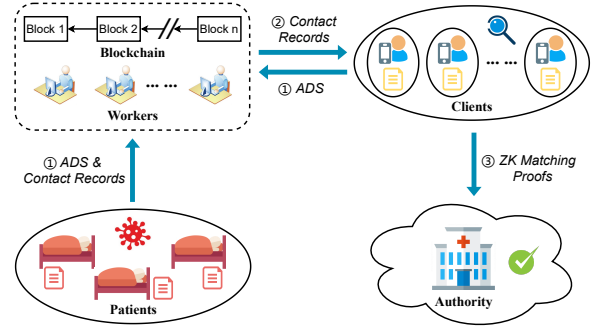 Block 1
Block 2
Block n
Blockchain
... ...
Workers
② Contact
Records
① ADS
... ...
Clients
① ADS &
Contact Records
③ ZK Matching
Proofs
Patients
Authority